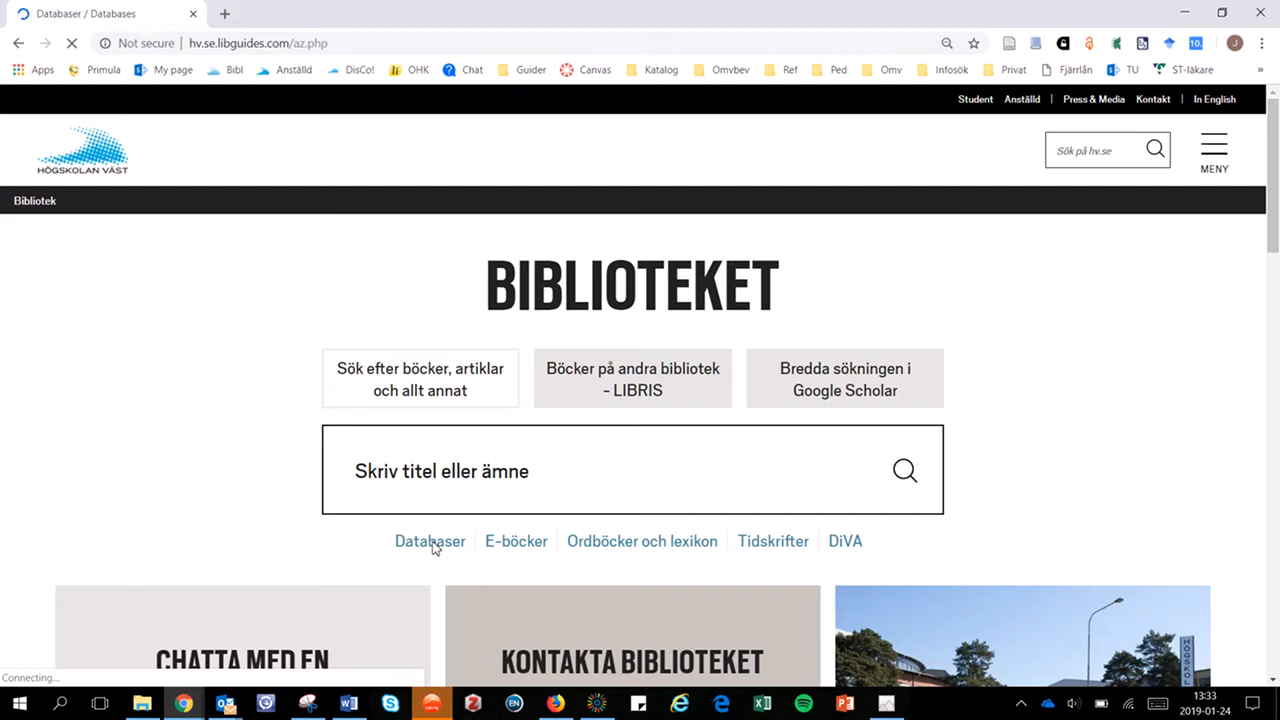 Databaser / Databases
Not secure | hv.se.libguides.com/az.php
Apps Primula My page Bibl Anställd DisCo! OHK Chat Guider Canvas Katalog Omvbev Ref Ped Omv Infosök Privat Fjärrlån TU ST-läkare »
Student Anställd | Press & Media | Kontakt | In English
HÖGSKOLAN VÄST
Sök på hv.se
MENY
Bibliotek
BIBLIOTEKET
Sök efter böcker, artiklar
och allt annat
Böcker på andra bibliotek
- LIBRIS
Bredda sökningen i
Google Scholar
Skriv titel eller ämne
Databaser E-böcker Ordböcker och lexikon Tidskrifter DiVA
CHATTA MED EN
KONTAKTA BIBLIOTEKET
Connecting...
13:33
2019-01-24